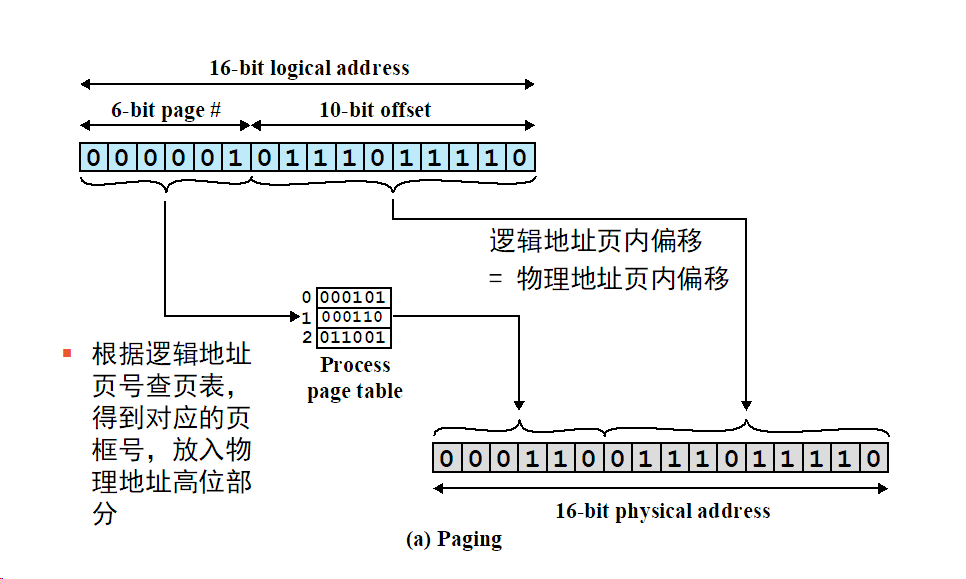 16-bit logical address
6-bit page # 10-bit offset
0 0 0 0 0 1 0 1 1 1 0 1 1 1 1 0
逻辑地址页内偏移
= 物理地址页内偏移
0 000101
1 000110
2 011001
Process
page table
▪ 根据逻辑地址
页号查页表，
得到对应的页
框号，放入物
理地址高位部
分
0 0 0 1 1 0 0 1 1 1 0 1 1 1 1 0
16-bit physical address
(a) Paging